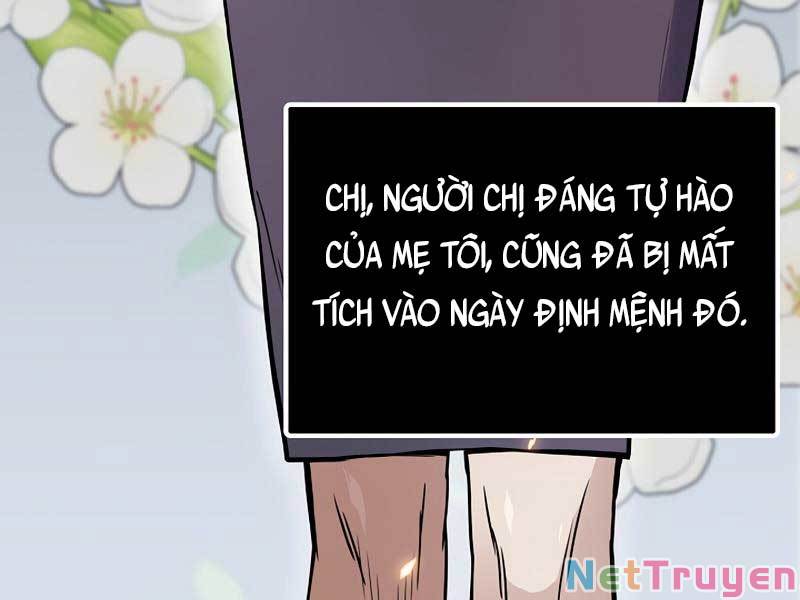 CHỊ, NGƯỜI CHỊ ĐÁNG TỰ HÀO
CỦA MẸ TÔI, CŨNG ĐÃ BỊ MẤT
TÍCH VÀO NGÀY ĐỊNH MỆNH ĐÓ.
NetTruyen